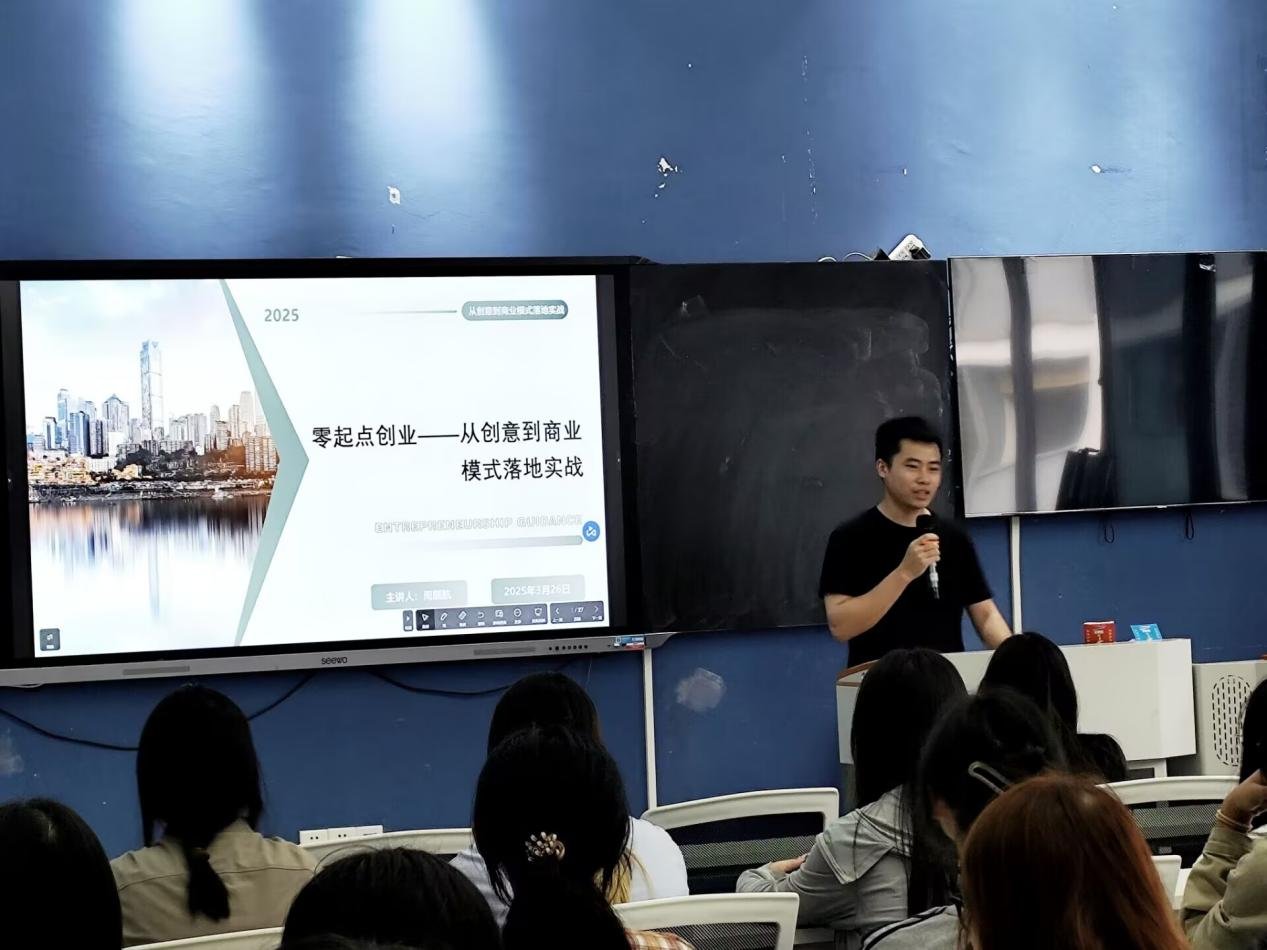 2025
从创意到商业模式落地实战
零起点创业——从创意到商业
模式落地实战
ENTREPRENEURSHIP GUIDANCE
主讲人：周
2025年3月26日
seewo